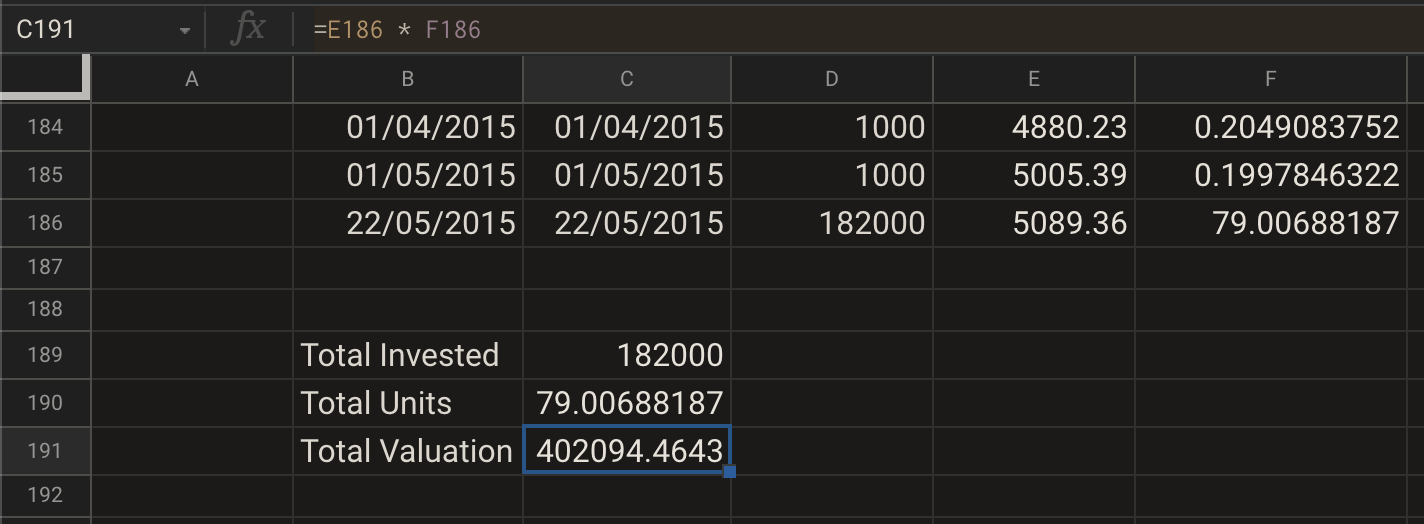 C191 fx =E186 * F186
A B C D E F
184 01/04/2015 01/04/2015 1000 4880.23 0.2049083752
185 01/05/2015 01/05/2015 1000 5005.39 0.1997846322
186 22/05/2015 22/05/2015 182000 5089.36 79.00688187
187
188
189 Total Invested 182000
190 Total Units 79.00688187
191 Total Valuation 402094.4643
192